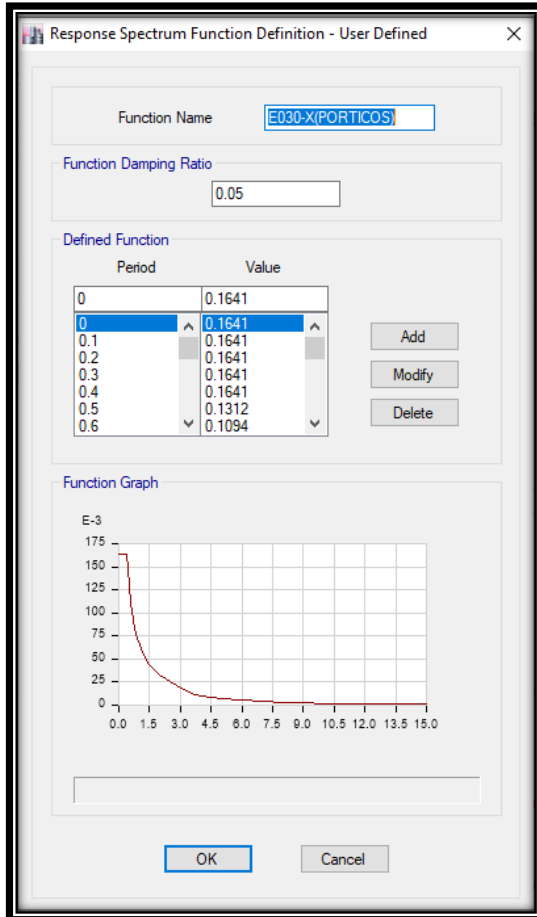 Response Spectrum Function Definition - User Defined
Function Name E030-X(PORTICOS)
Function Damping Ratio
0.05
Defined Function
Period Value
0 0.1641
0 0.1641
0.1 0.1641
0.2 0.1641
0.3 0.1641
0.4 0.1641
0.5 0.1312
0.6 0.1094
Add
Modify
Delete
Function Graph
E-3
175
150
125
100
75
50
25
0
0.0 1.5 3.0 4.5 6.0 7.5 9.0 10.5 12.0 13.5 15.0
OK Cancel